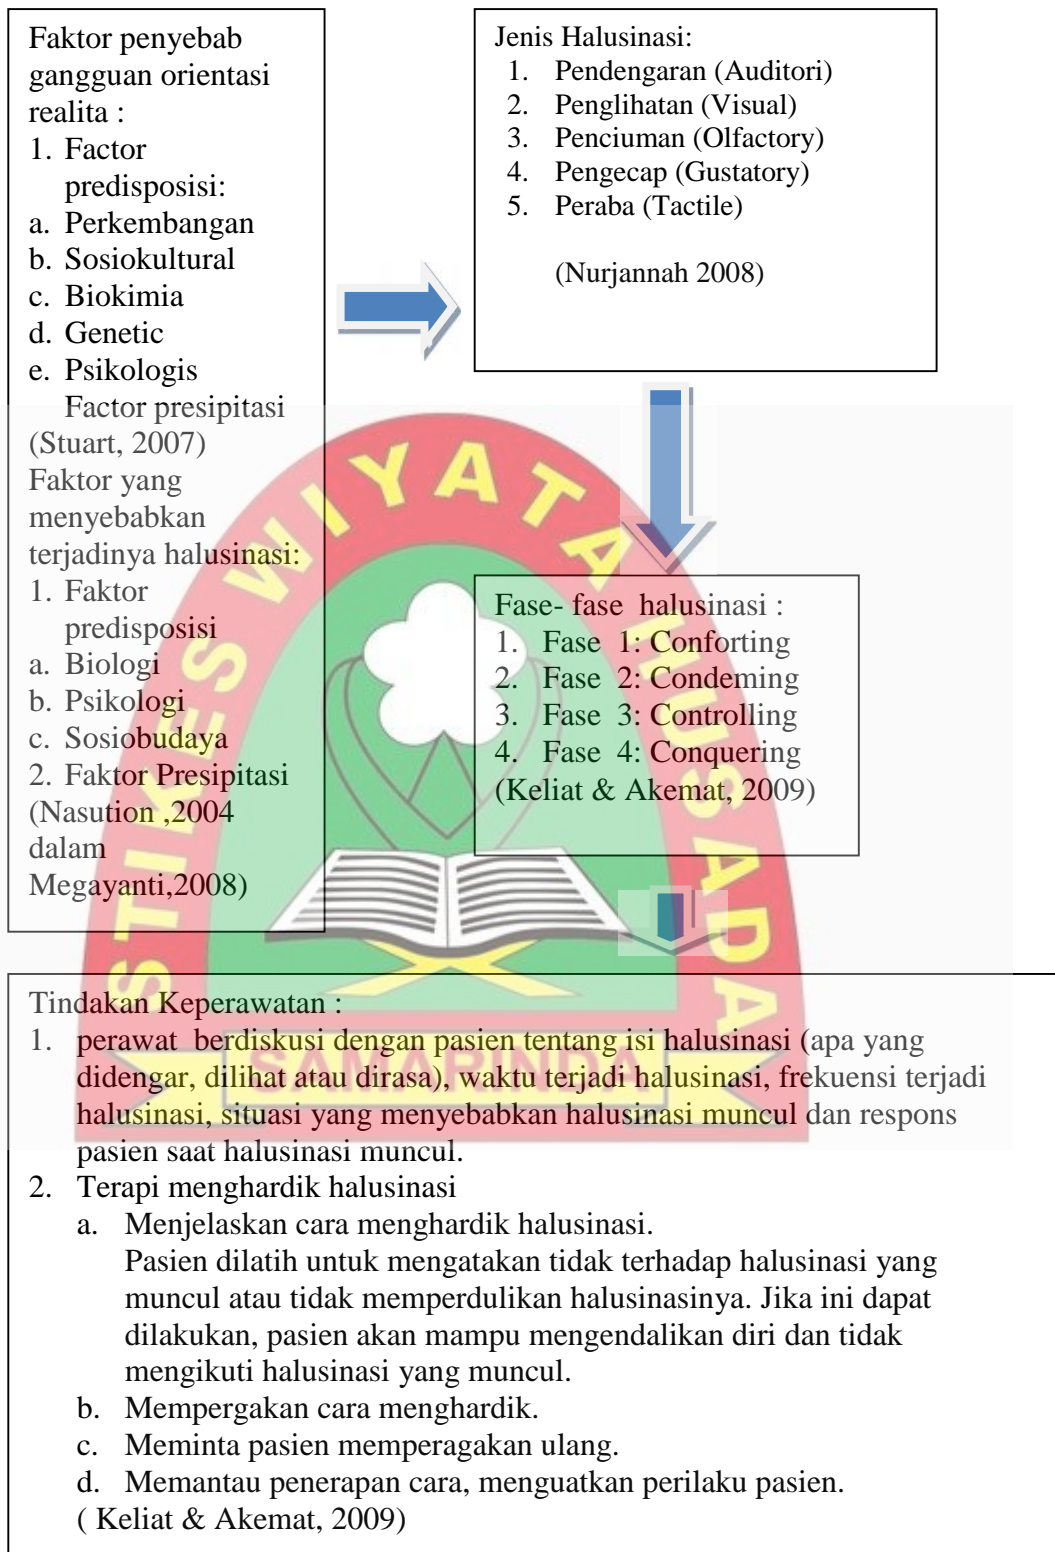 Faktor penyebab
gangguan orientasi
realita :
1. Factor
predisposisi:
a. Perkembangan
b. Sosiokultural
c. Biokimia
d. Genetic
e. Psikologis
Factor presipitasi
(Stuart, 2007)
Faktor yang
menyebabkan
terjadinya halusinasi:
1. Faktor
predisposisi
a. Biologi
b. Psikologi
c. Sosiobudaya
2. Faktor Presipitasi
(Nasution ,2004
dalam
Megayanti,2008)
Jenis Halusinasi:
1. Pendengaran (Auditori)
2. Penglihatan (Visual)
3. Penciuman (Olfactory)
4. Pengecap (Gustatory)
5. Peraba (Tactile)
(Nurjannah 2008)
Fase- fase halusinasi :
1. Fase 1: Conforting
2. Fase 2: Condeming
3. Fase 3: Controlling
4. Fase 4: Conquering
(Keliat & Akemat, 2009)
STIKES WIYATA HUSADA
SAMARINDA
Tindakan Keperawatan :
1. perawat berdiskusi dengan pasien tentang isi halusinasi (apa yang
didengar, dilihat atau dirasa), waktu terjadi halusinasi, frekuensi terjadi
halusinasi, situasi yang menyebabkan halusinasi muncul dan respons
pasien saat halusinasi muncul.
2. Terapi menghardik halusinasi
a. Menjelaskan cara menghardik halusinasi.
Pasien dilatih untuk mengatakan tidak terhadap halusinasi yang
muncul atau tidak memperdulikan halusinasinya. Jika ini dapat
dilakukan, pasien akan mampu mengendalikan diri dan tidak
mengikuti halusinasi yang muncul.
b. Mempergakan cara menghardik.
c. Meminta pasien memperagakan ulang.
d. Memantau penerapan cara, menguatkan perilaku pasien.
( Keliat & Akemat, 2009)